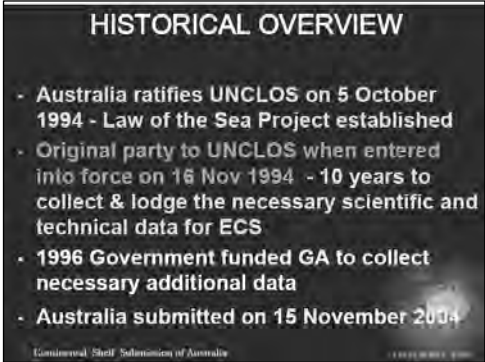 HISTORICAL OVERVIEW
- Australia ratifies UNCLOS on 5 October
1994 - Law of the Sea Project established
- Original party to UNCLOS when entered
into force on 16 Nov 1994 - 10 years to
collect & lodge the necessary scientific and
technical data for ECS
- 1996 Government funded GA to collect
necessary additional data
- Australia submitted on 15 November 2004
Continental Shelf Submission of Australia